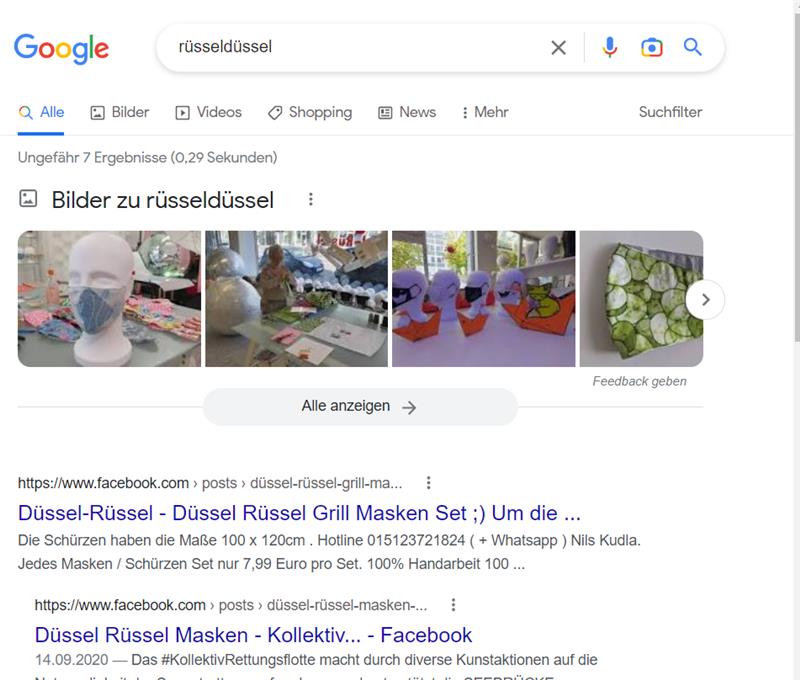 Google
rüsseldüssel
Alle Bilder Videos Shopping News Mehr Suchfilter
Ungefähr 7 Ergebnisse (0,29 Sekunden)
Bilder zu rüsseldüssel
Feedback geben
Alle anzeigen
https://www.facebook.com › posts › düssel-rüssel-grill-ma...
Düssel-Rüssel - Düssel Rüssel Grill Masken Set ;) Um die ...
Die Schürzen haben die Maße 100 x 120cm . Hotline 015123721824 ( + Whatsapp ) Nils Kudla.
Jedes Masken / Schürzen Set nur 7,99 Euro pro Set. 100% Handarbeit 100 ...
https://www.facebook.com › posts › düssel-rüssel-masken-...
Düssel Rüssel Masken - Kollektiv... - Facebook
14.09.2020 — Das #KollektivRettungsflotte macht durch diverse Kunstaktionen auf die